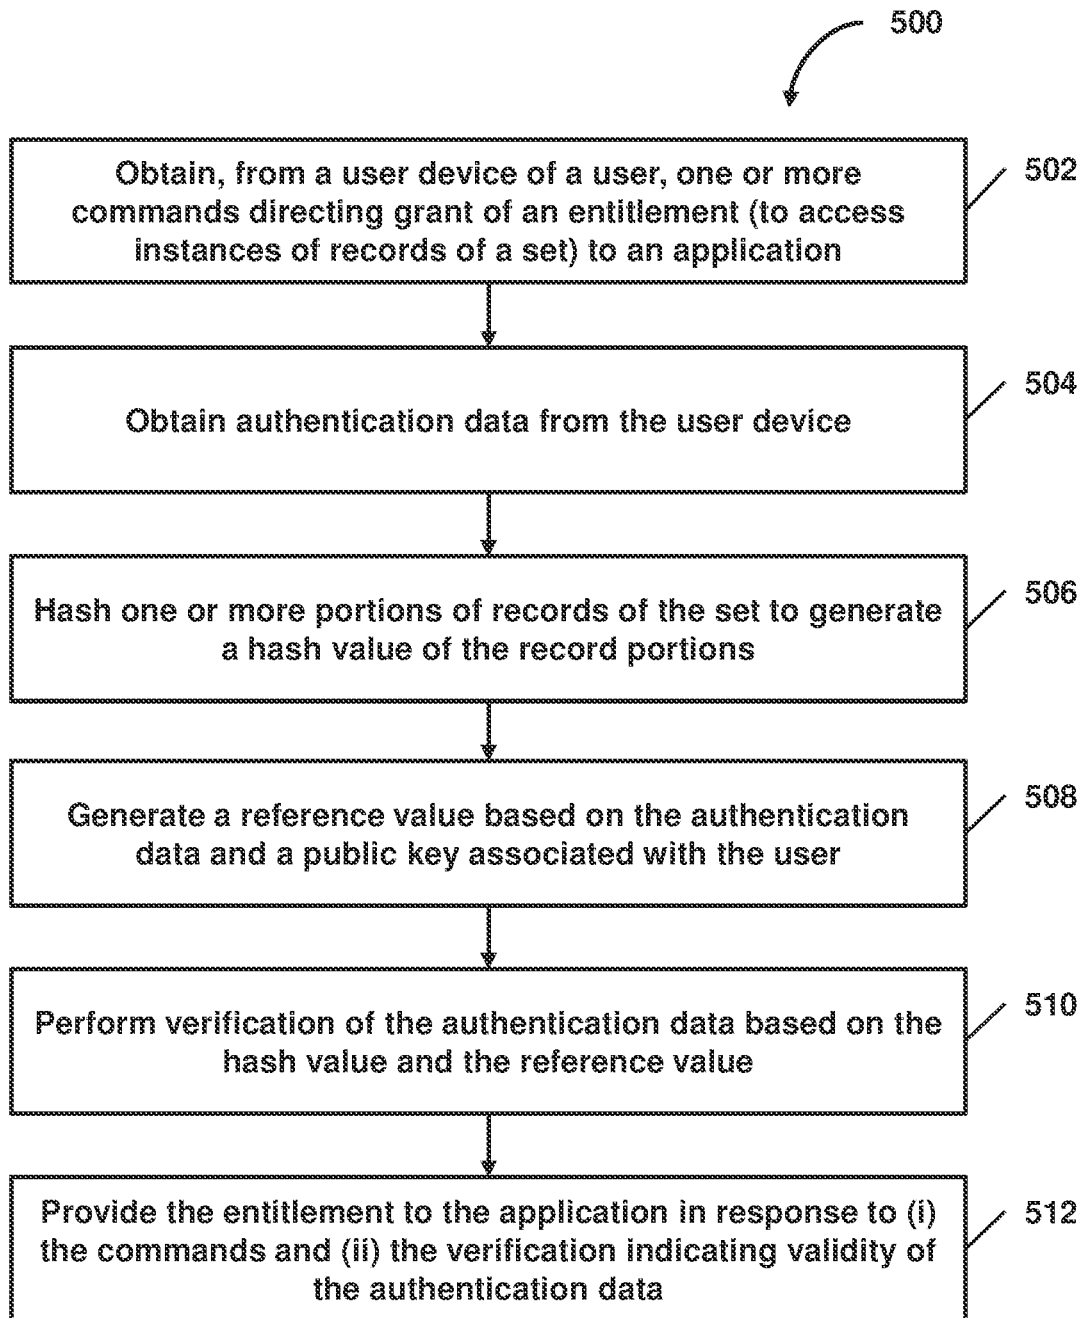 500
Obtain, from a user device of a user, one or more
commands directing grant of an entitlement (to access
instances of records of a set) to an application
502
Obtain authentication data from the user device
504
Hash one or more portions of records of the set to generate
a hash value of the record portions
506
Generate a reference value based on the authentication
data and a public key associated with the user
508
Perform verification of the authentication data based on the
hash value and the reference value
510
Provide the entitlement to the application in response to (i)
the commands and (ii) the verification indicating validity of
the authentication data
512